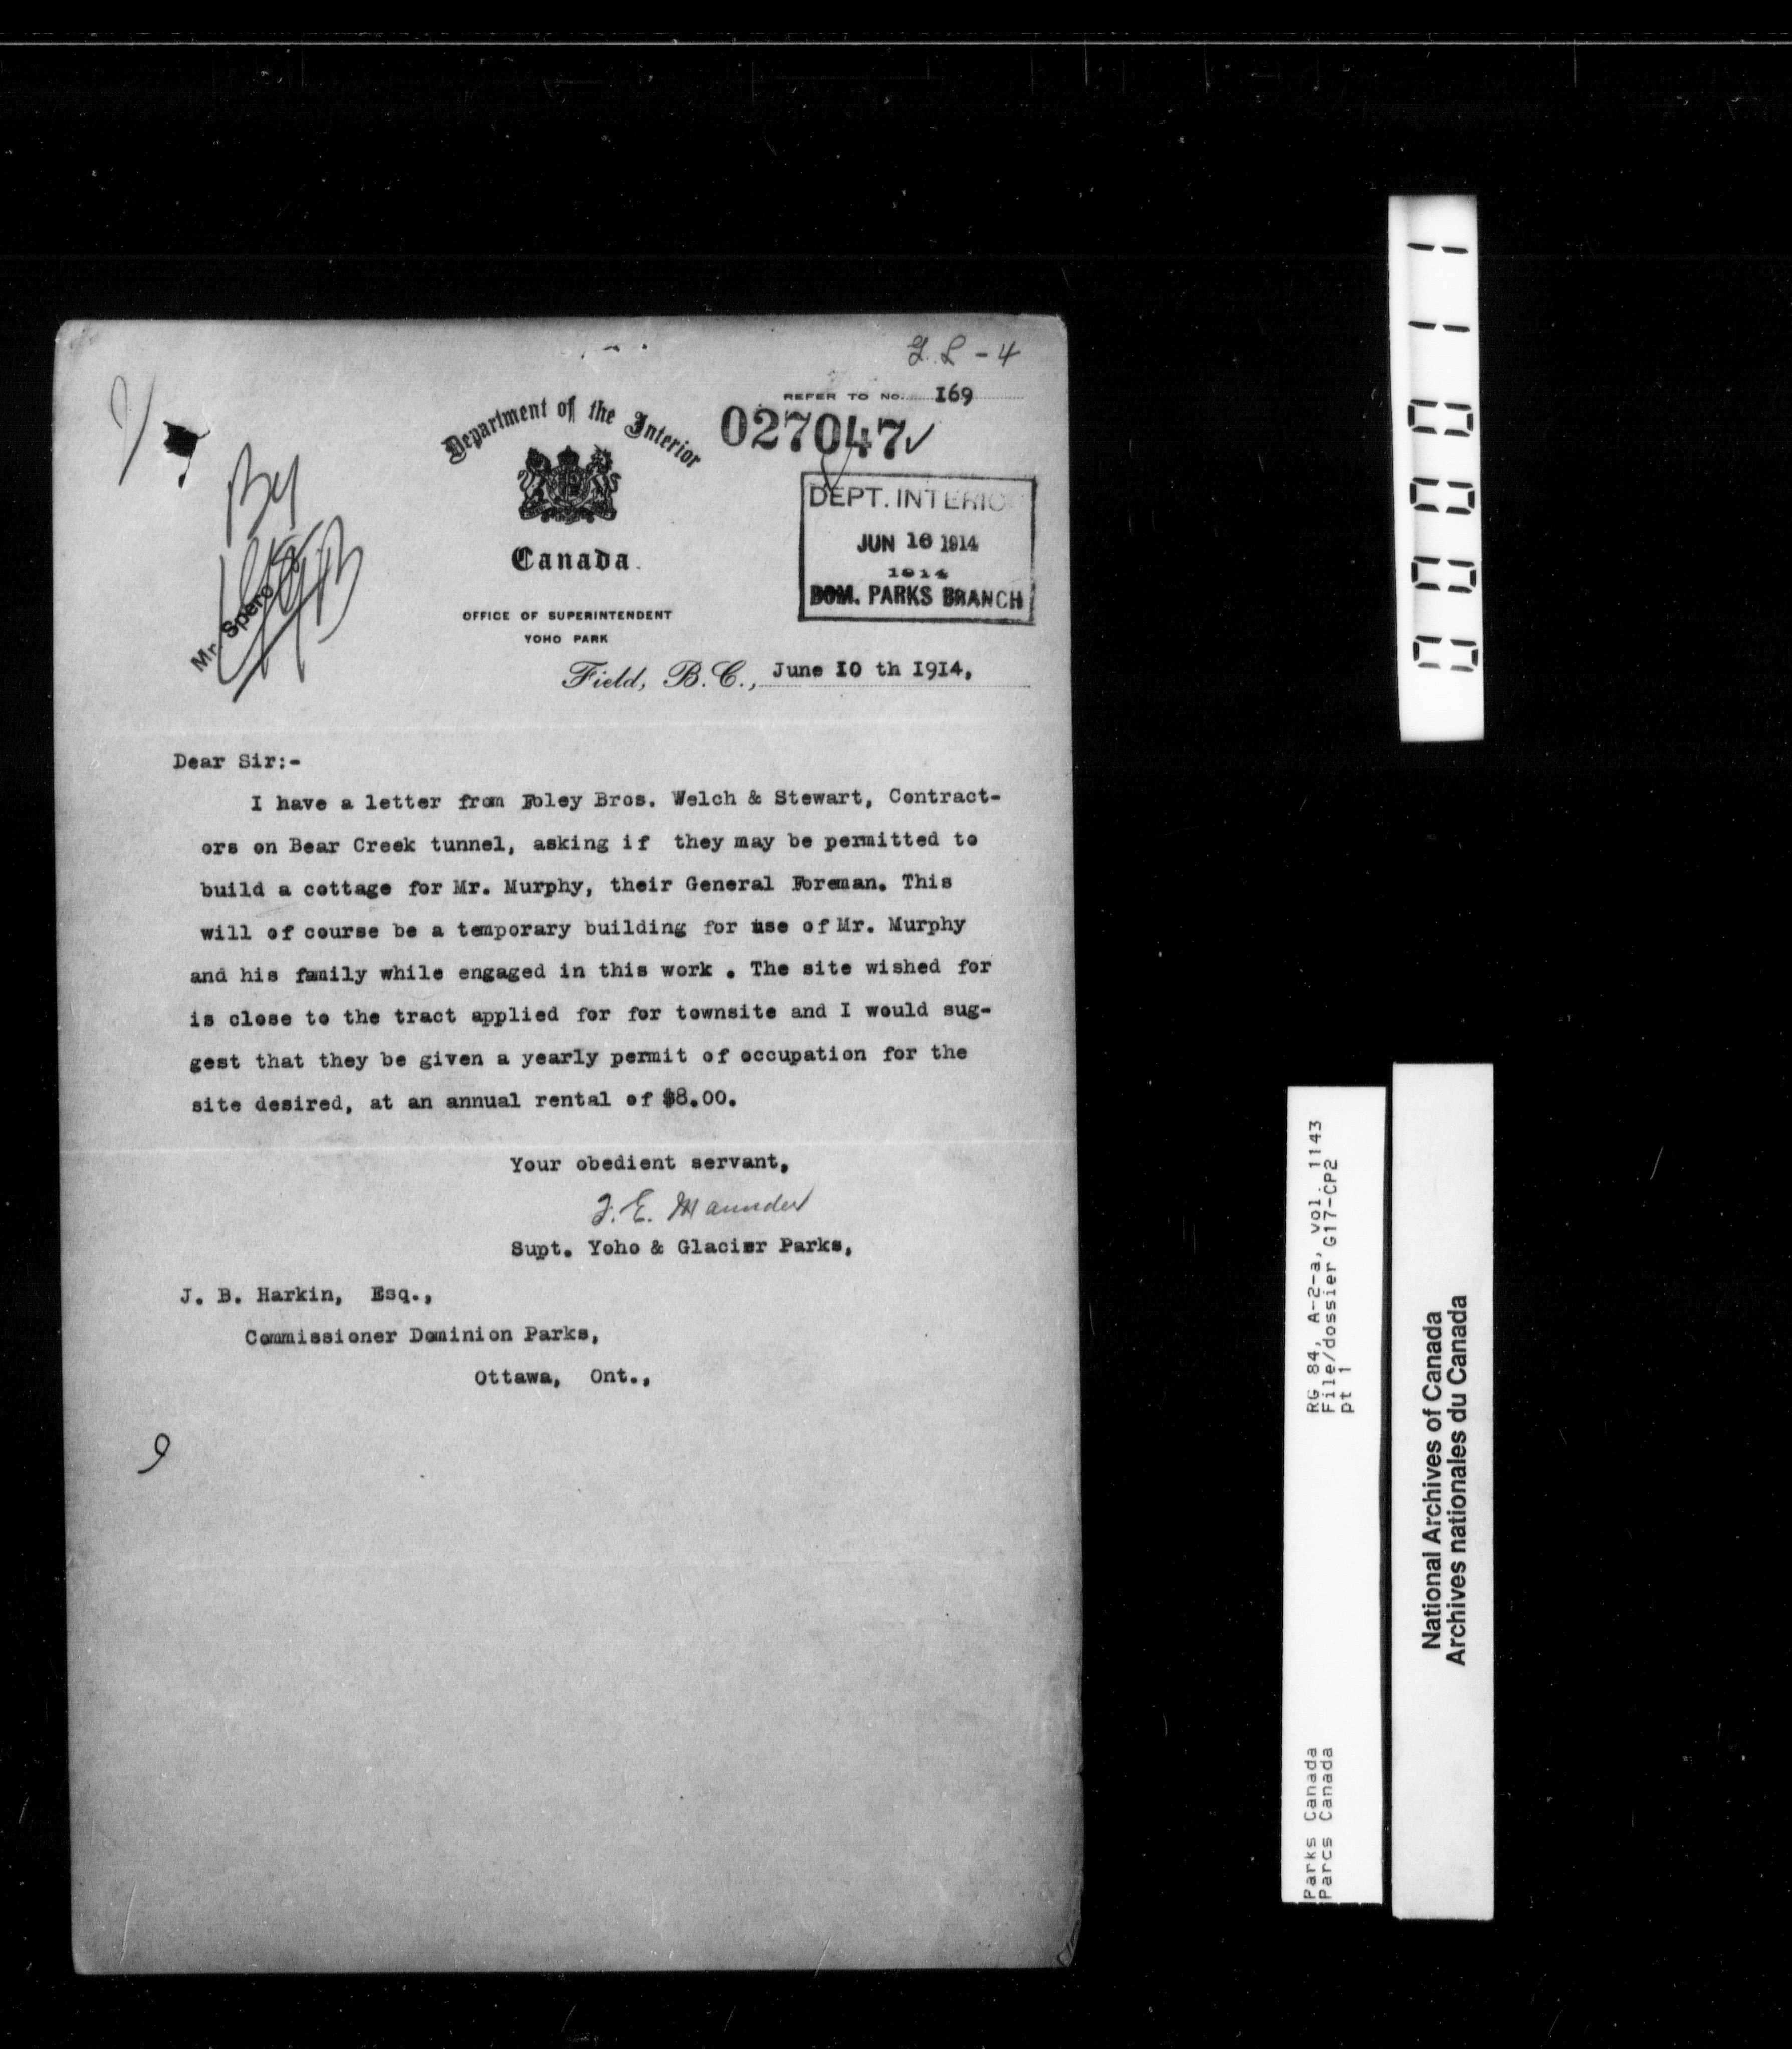 G. L - 4
REFER TO No. 169
027047
Department of the Interior
Canada.
DEPT. INTERIO
JUN 16 1914
1914
DOM. PARKS BRANCH
Mr. Spero
OFFICE OF SUPERINTENDENT
YOHO PARK
Field, B.C., June 10 th 1914,
Dear Sir:-
I have a letter from Foley Bros. Welch & Stewart, Contract-
ors on Bear Creek tunnel, asking if they may be permitted to
build a cottage for Mr. Murphy, their General Foreman. This
will of course be a temporary building for use of Mr. Murphy
and his family while engaged in this work . The site wished for
is close to the tract applied for for townsite and I would sug-
gest that they be given a yearly permit of occupation for the
site desired, at an annual rental of $8.00.
Your obedient servant,
F. E. Maunder
Supt. Yoho & Glacier Parks,
J. B. Harkin, Esq.,
Commissioner Dominion Parks,
Ottawa, Ont.,
9
000011
RG 84, A-2-a, vol. 1143
File/dossier G17-CP2
pt 1
Parks Canada
Parcs Canada
National Archives of Canada
Archives nationales du Canada